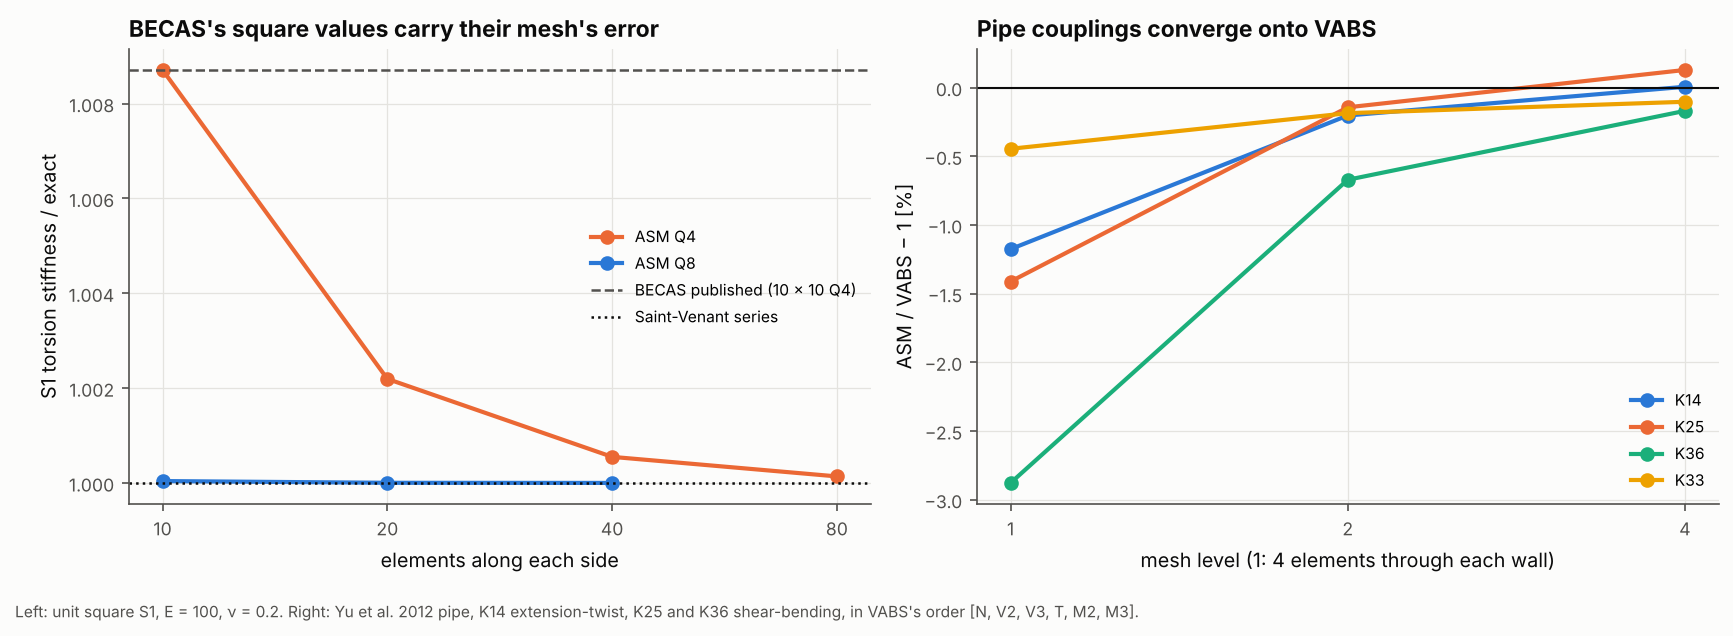 BECAS's square values carry their mesh's error
S1 torsion stiffness / exact
1.008
1.006
1.004
1.002
1.000
ASM Q4
ASM Q8
BECAS published (10 × 10 Q4)
Saint-Venant series
10
20
40
80
elements along each side
Pipe couplings converge onto VABS
ASM / VABS − 1 [%]
0.0
−0.5
−1.0
−1.5
−2.0
−2.5
−3.0
K14
K25
K36
K33
1
2
4
mesh level (1: 4 elements through each wall)
Left: unit square S1, E = 100, ν = 0.2. Right: Yu et al. 2012 pipe, K14 extension-twist, K25 and K36 shear-bending, in VABS's order [N, V2, V3, T, M2, M3].